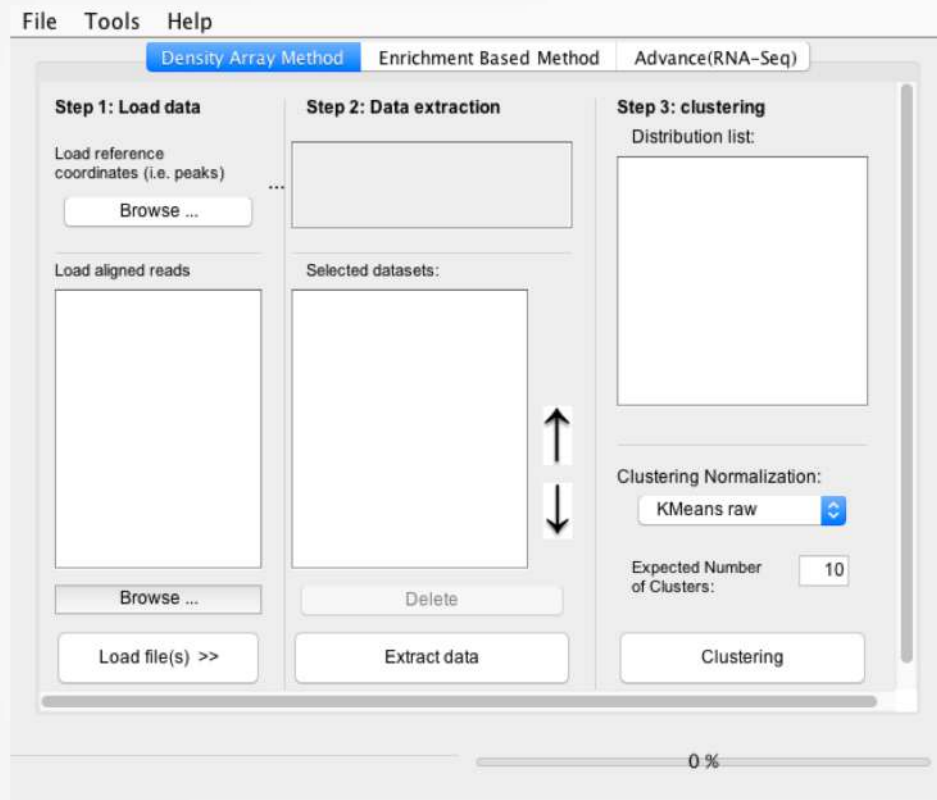 File Tools Help
Density Array Method Enrichment Based Method Advance(RNA-Seq)
Step 1: Load data
Load reference
coordinates (i.e. peaks)
Browse ...
Load aligned reads
Browse ...
Load file(s) >>
Step 2: Data extraction
...
Selected datasets:
Delete
Extract data
Step 3: clustering
Distribution list:
Clustering Normalization:
KMeans raw
Expected Number
of Clusters:
10
Clustering
0 %